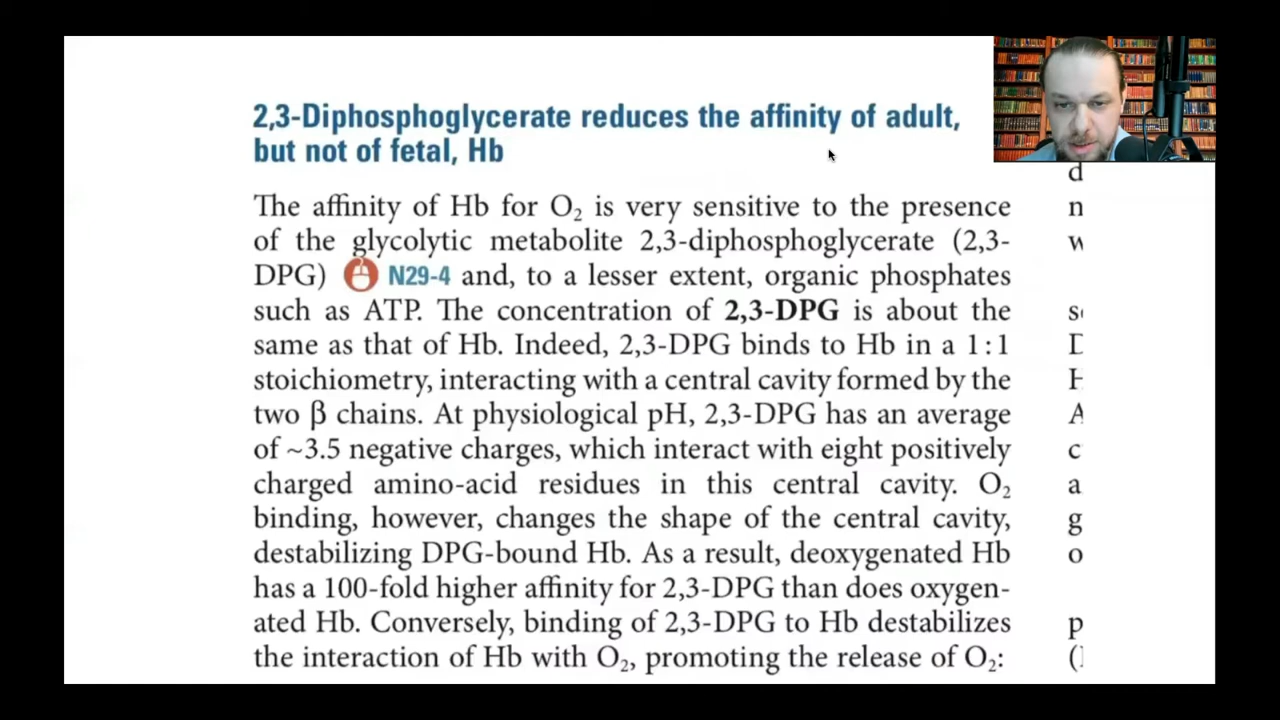 2,3-Diphosphoglycerate reduces the affinity of adult,
but not of fetal, Hb
The affinity of Hb for O₂ is very sensitive to the presence
of the glycolytic metabolite 2,3-diphosphoglycerate (2,3-
DPG) N29-4 and, to a lesser extent, organic phosphates
such as ATP. The concentration of 2,3-DPG is about the
same as that of Hb. Indeed, 2,3-DPG binds to Hb in a 1:1
stoichiometry, interacting with a central cavity formed by the
two β chains. At physiological pH, 2,3-DPG has an average
of ~3.5 negative charges, which interact with eight positively
charged amino-acid residues in this central cavity. O₂
binding, however, changes the shape of the central cavity,
destabilizing DPG-bound Hb. As a result, deoxygenated Hb
has a 100-fold higher affinity for 2,3-DPG than does oxygen-
ated Hb. Conversely, binding of 2,3-DPG to Hb destabilizes
the interaction of Hb with O₂, promoting the release of O₂: